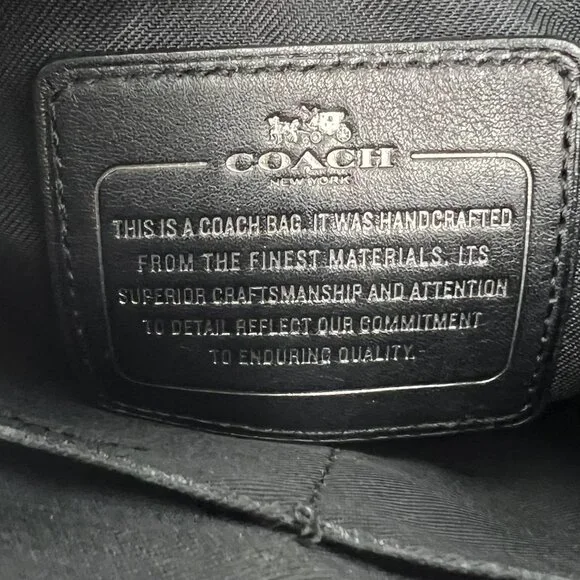 COACH
NEW YORK
THIS IS A COACH BAG. IT WAS HANDCRAFTED
FROM THE FINEST MATERIALS. ITS
SUPERIOR CRAFTSMANSHIP AND ATTENTION
TO DETAIL REFLECT OUR COMMITMENT
TO ENDURING QUALITY.